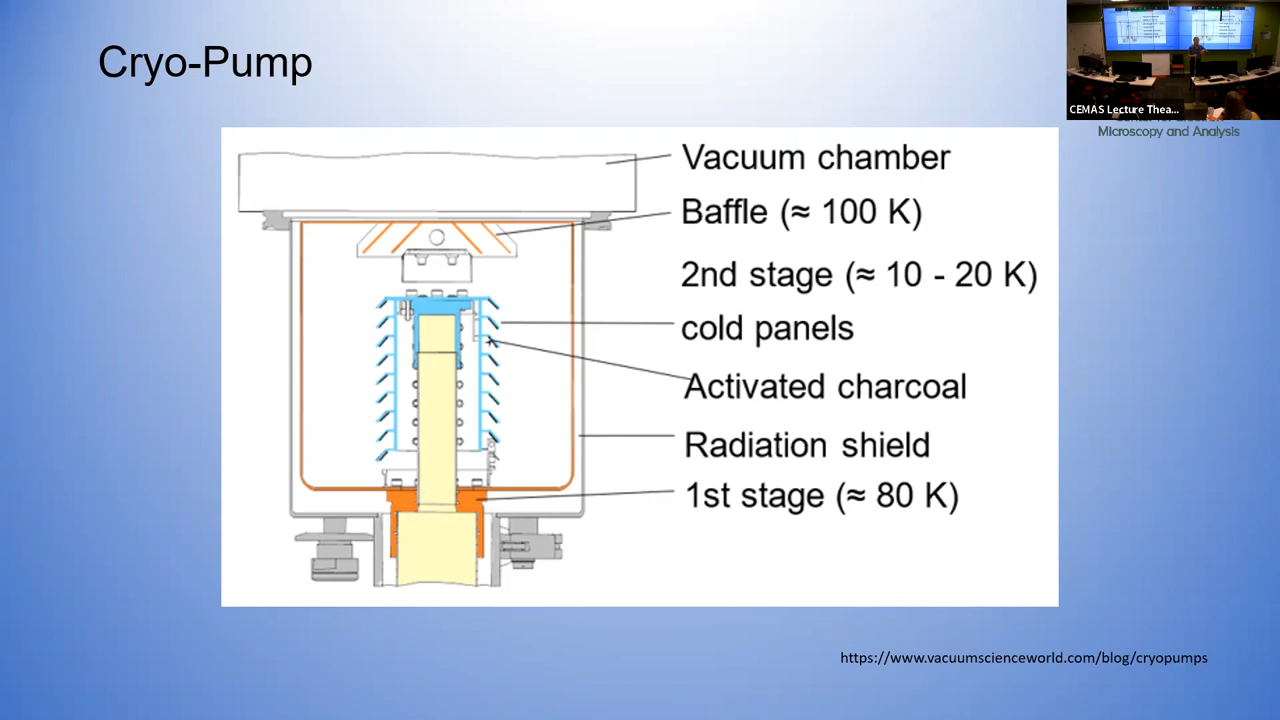 Cryo-Pump
CEMAS Lecture Thea...
Microscopy and Analysis
Vacuum chamber
Baffle (≈ 100 K)
2nd stage (≈ 10 - 20 K)
cold panels
Activated charcoal
Radiation shield
1st stage (≈ 80 K)
https://www.vacuumscienceworld.com/blog/cryopumps